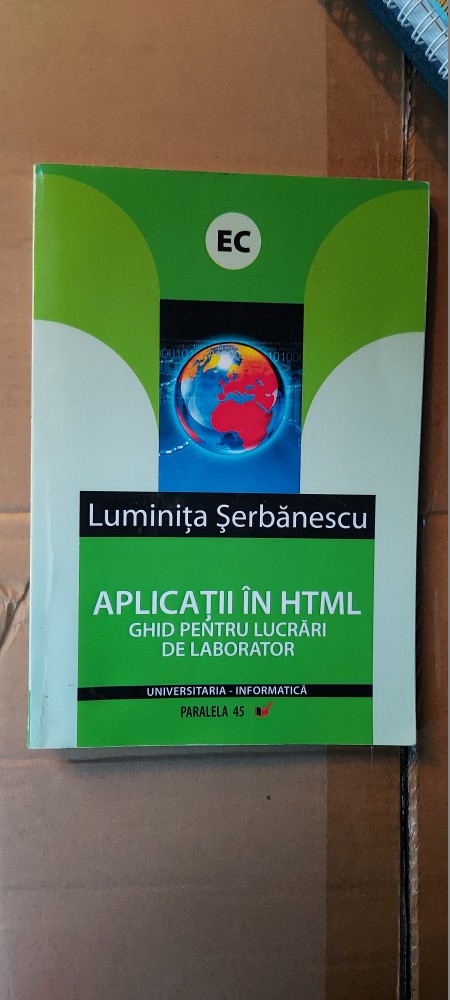 EC
Luminița Șerbănescu
APLICAȚII ÎN HTML
GHID PENTRU LUCRĂRI
DE LABORATOR
UNIVERSITARIA - INFORMATICĂ
PARALELA 45